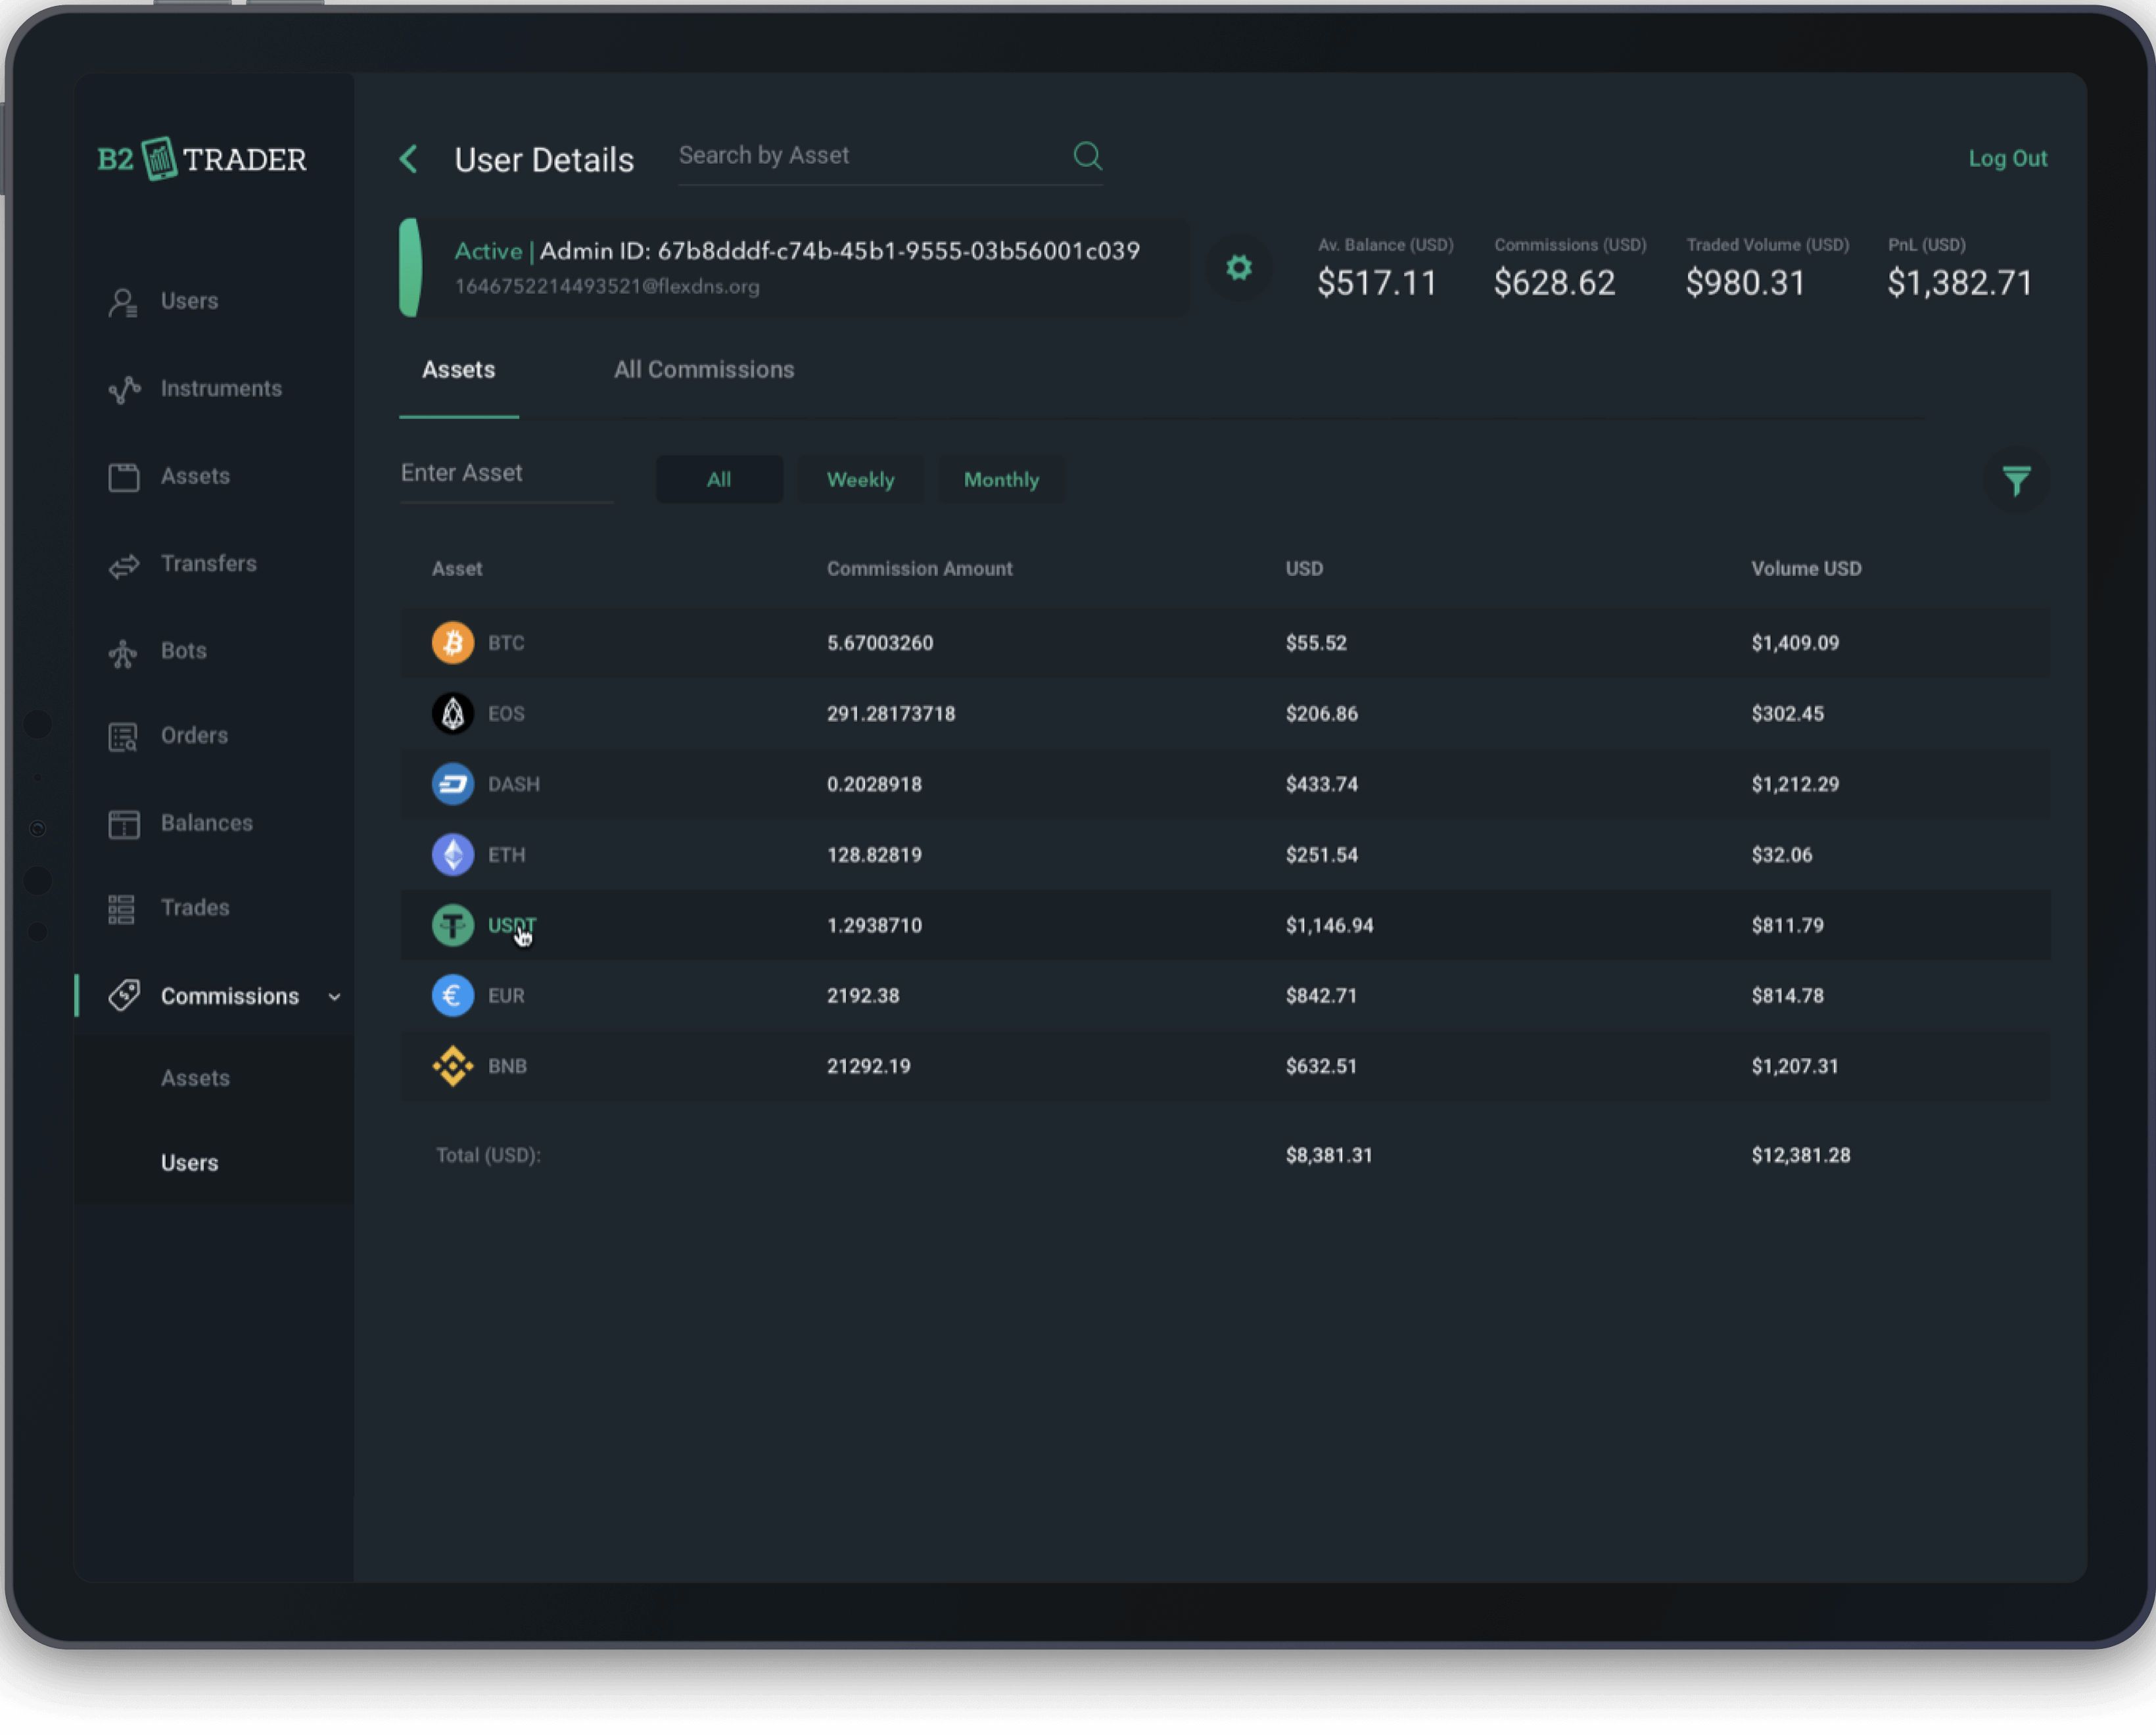 B2 TRADER
User Details
Search by Asset
Log Out
Active | Admin ID: 67b8dddf-c74b-45b1-9555-03b56001c039
1646752214493521@flexdns.org
Av. Balance (USD) Commissions (USD) Traded Volume (USD) PnL (USD)
$517.11 $628.62 $980.31 $1,382.71
Users
Instruments
Assets
Transfers
Bots
Orders
Balances
Trades
Commissions
Assets
Users
Assets All Commissions
Enter Asset All Weekly Monthly
Asset Commission Amount USD Volume USD
BTC 5.67003260 $55.52 $1,409.09
EOS 291.28173718 $206.86 $302.45
DASH 0.2028918 $433.74 $1,212.29
ETH 128.82819 $251.54 $32.06
USDT 1.2938710 $1,146.94 $811.79
EUR 2192.38 $842.71 $814.78
BNB 21292.19 $632.51 $1,207.31
Total (USD): $8,381.31 $12,381.28